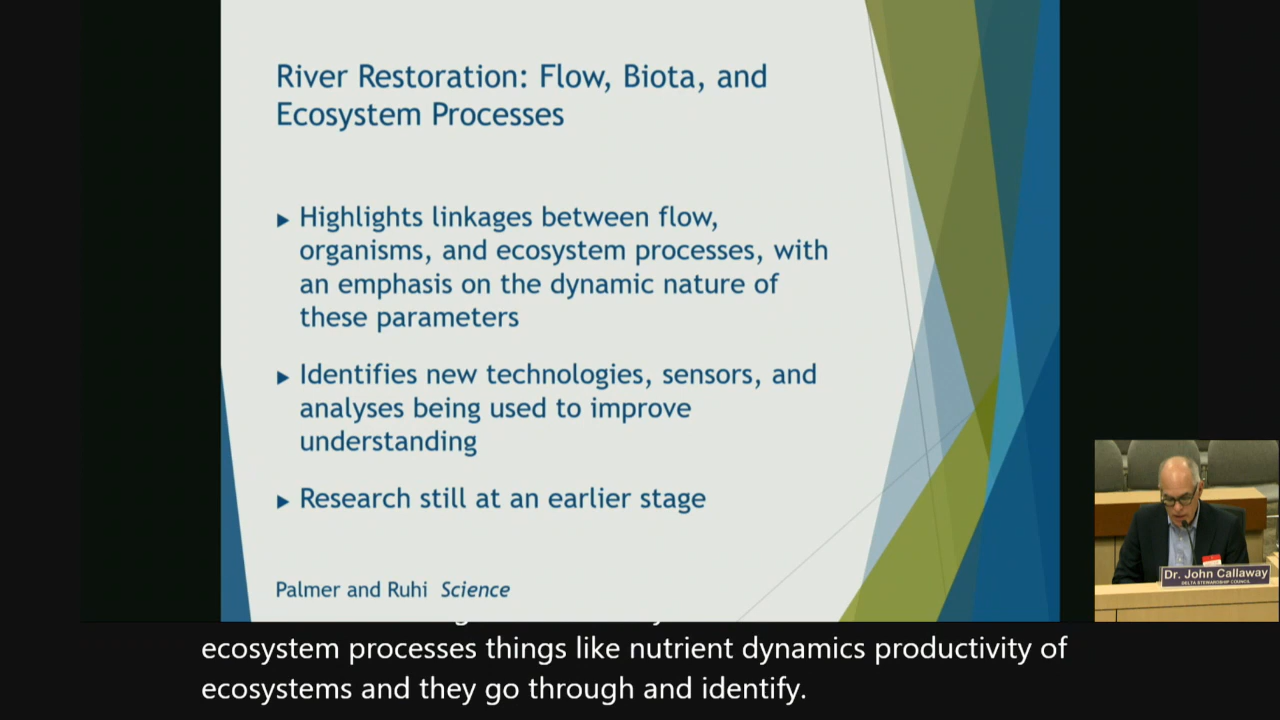 River Restoration: Flow, Biota, and
Ecosystem Processes
▶ Highlights linkages between flow,
organisms, and ecosystem processes, with
an emphasis on the dynamic nature of
these parameters
▶ Identifies new technologies, sensors, and
analyses being used to improve
understanding
▶ Research still at an earlier stage
Palmer and Ruhi Science
Dr. John Callaway
DELTA STEWARDSHIP COUNCIL
ecosystem processes things like nutrient dynamics productivity of
ecosystems and they go through and identify.